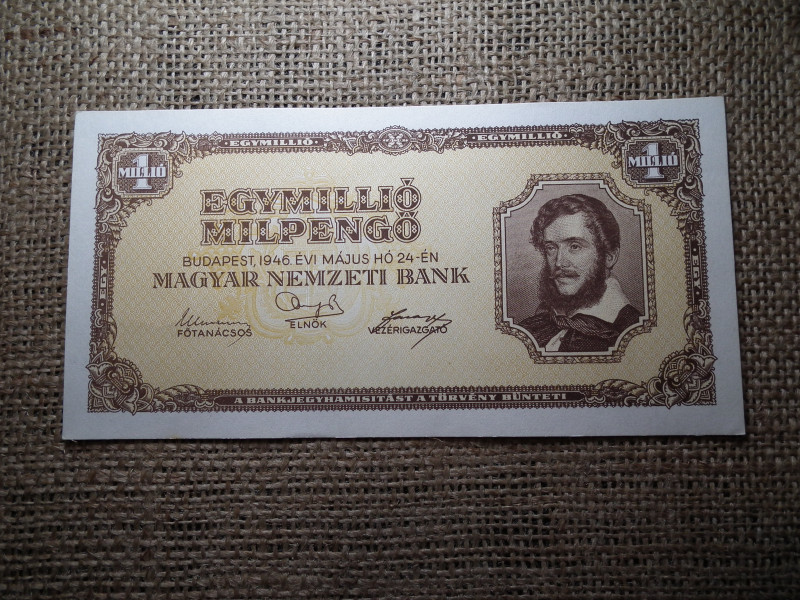 EGYMILLIÓ EGYMILLIÓ
1 MILLIÓ
1 MILLIÓ
EGYMILLIÓ
MILPENGŐ
BUDAPEST, 1946. ÉVI MÁJUS HÓ 24-ÉN
MAGYAR NEMZETI BANK
FŐTANÁCSOS
ELNÖK
VEZÉRIGAZGATÓ
A BANKJEGYHAMISITÁST A TÖRVÉNY BÜNTETI